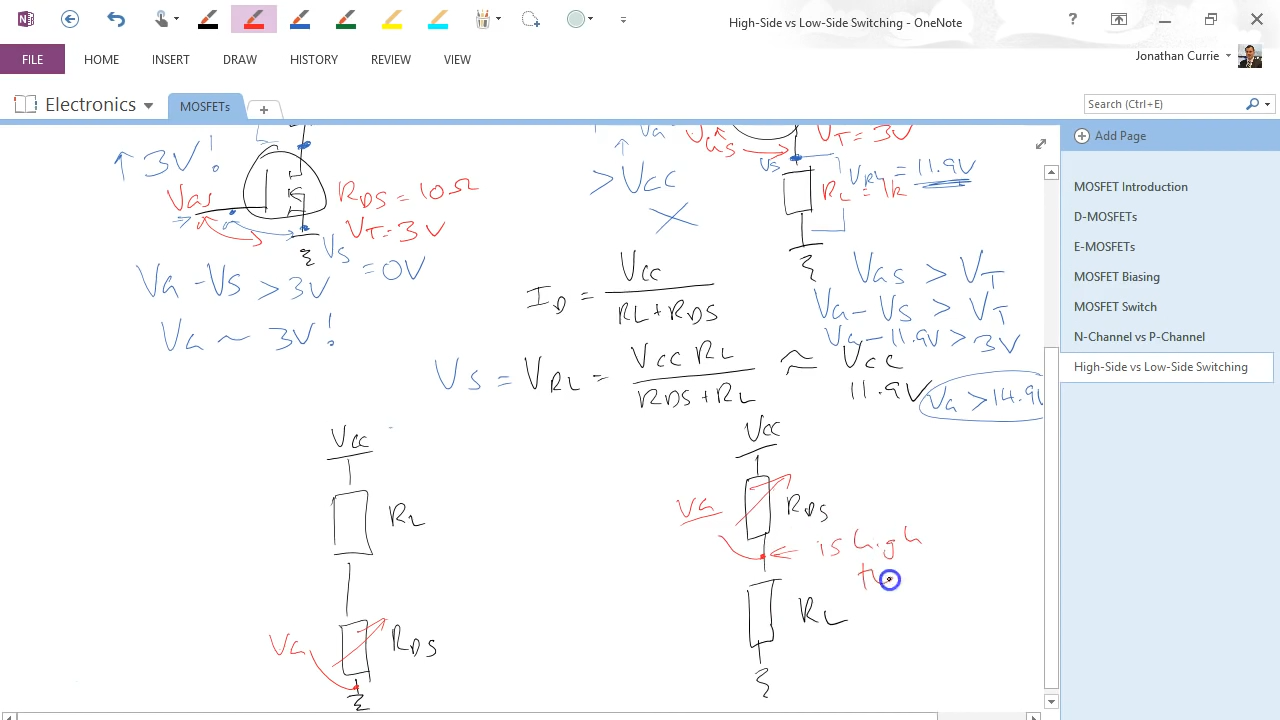 High-Side vs Low-Side Switching - OneNote
?
Jonathan Currie
FILE
HOME
INSERT
DRAW
HISTORY
REVIEW
VIEW
Electronics
MOSFETs
Search (Ctrl+E)
Add Page
MOSFET Introduction
D-MOSFETs
E-MOSFETs
MOSFET Biasing
MOSFET Switch
N-Channel vs P-Channel
High-Side vs Low-Side Switching
↑ 3V!
VGS
RDS = 10Ω
VT = 3V
VS = 0V
VG - VS > 3V
VG ~ 3V!
> VCC
VGS
VT = 3V
VS
VRL = 11.9V
RL = 1k
ID = VCC / RL + RDS
VGS > VT
VG - VS > VT
VG - 11.9V > 3V
VS = VRL = VCC RL / RDS + RL ≈ VCC
11.9V
VG > 14.9V
VCC
RL
VG
RDS
VCC
VG
RDS
is high
RL